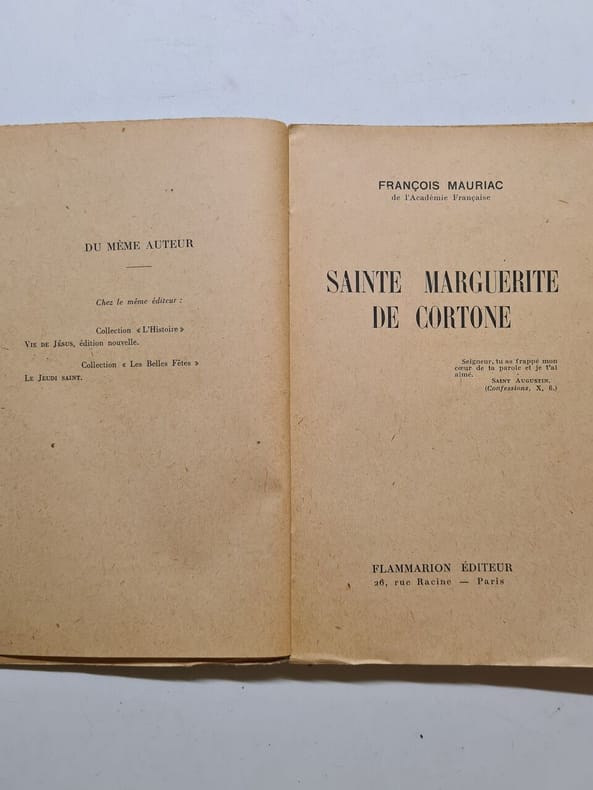 DU MÊME AUTEUR
Chez le même éditeur :
Collection « L'Histoire »
VIE DE JÉSUS, édition nouvelle.
Collection « Les Belles Fêtes »
LE JEUDI SAINT.
FRANÇOIS MAURIAC
de l'Académie Française
SAINTE MARGUERITE
DE CORTONE
Seigneur, tu as frappé mon
cœur de ta parole et je t'ai
aimé.
SAINT AUGUSTIN.
(Confessions, X, 6.)
FLAMMARION ÉDITEUR
26, rue Racine — Paris